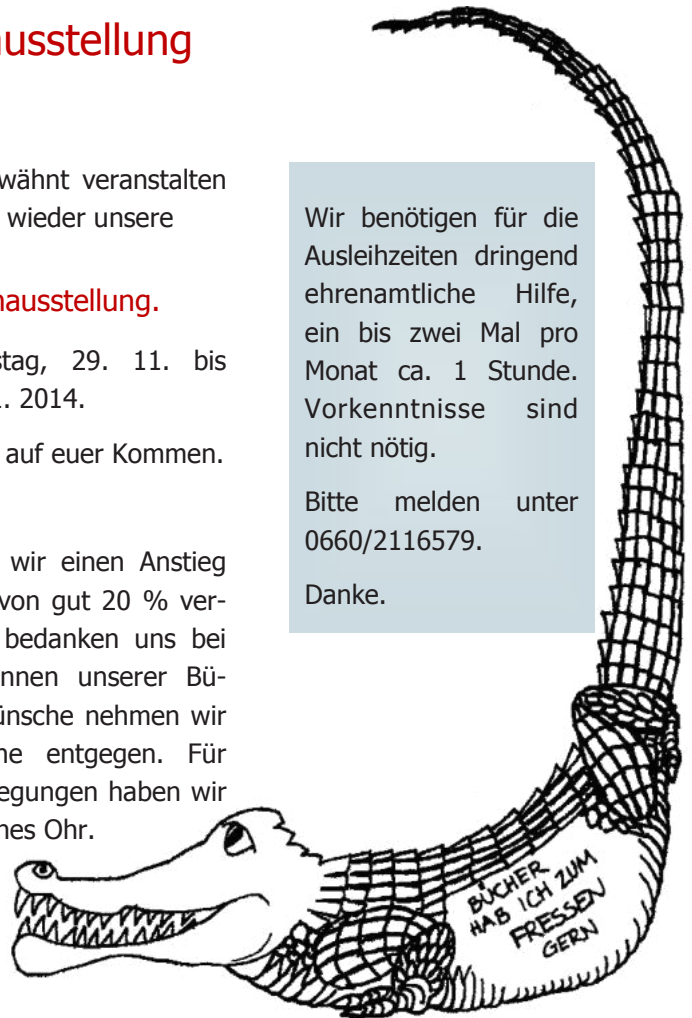 ausstellung
wähnt veranstalten
wieder unsere
nausstellung.
stag, 29. 11. bis
. 2014.
auf euer Kommen.
wir einen Anstieg
von gut 20 % ver-
bedanken uns bei
innen unserer Bü-
ünsche nehmen wir
ne entgegen. Für
egungen haben wir
nes Ohr.
Wir benötigen für die
Ausleihzeiten dringend
ehrenamtliche Hilfe,
ein bis zwei Mal pro
Monat ca. 1 Stunde.
Vorkenntnisse sind
nicht nötig.
Bitte melden unter
0660/2116579.
Danke.
BÜCHER
HAB ICH ZUM
FRESSEN
GERN